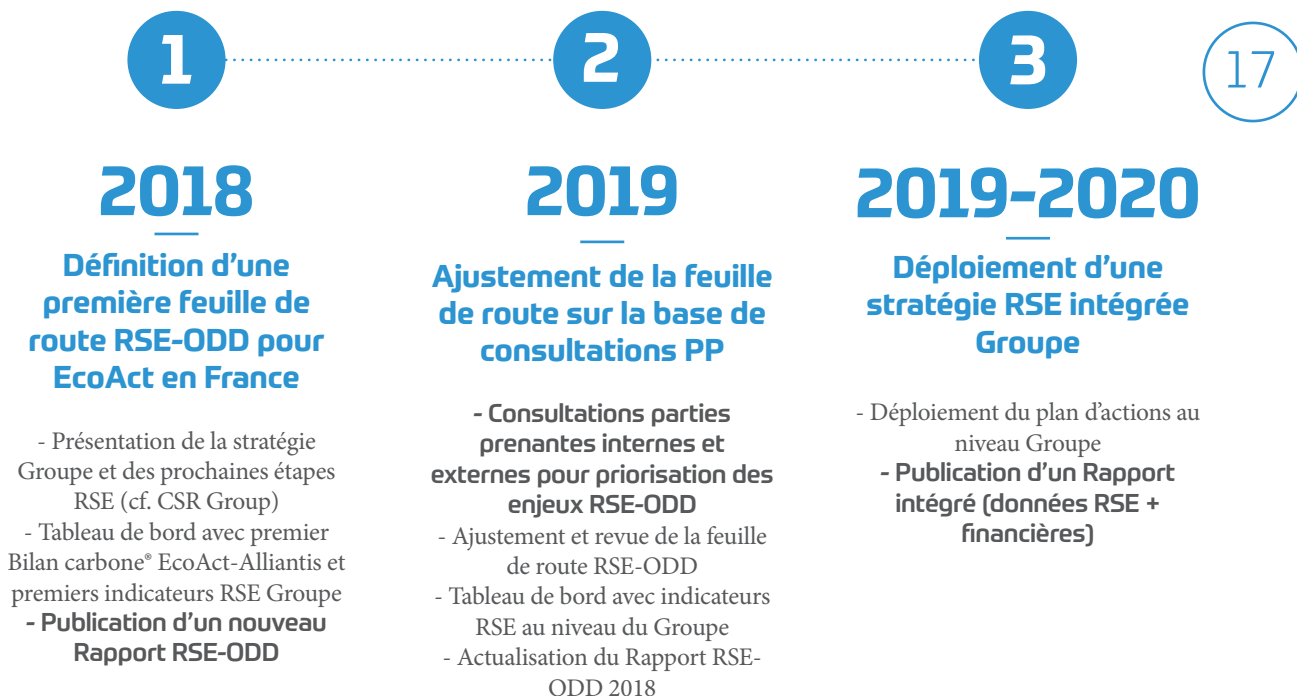 1
2
3
17
2018
Définition d'une
première feuille de
route RSE-ODD pour
EcoAct en France
- Présentation de la stratégie
Groupe et des prochaines étapes
RSE (cf. CSR Group)
- Tableau de bord avec premier
Bilan carbone® EcoAct-Alliantis et
premiers indicateurs RSE Groupe
- Publication d'un nouveau
Rapport RSE-ODD
2019
Ajustement de la feuille
de route sur la base de
consultations PP
- Consultations parties
prenantes internes et
externes pour priorisation des
enjeux RSE-ODD
- Ajustement et revue de la feuille
de route RSE-ODD
- Tableau de bord avec indicateurs
RSE au niveau du Groupe
- Actualisation du Rapport RSE-
ODD 2018
2019-2020
Déploiement d'une
stratégie RSE intégrée
Groupe
- Déploiement du plan d'actions au
niveau Groupe
- Publication d'un Rapport
intégré (données RSE +
financières)